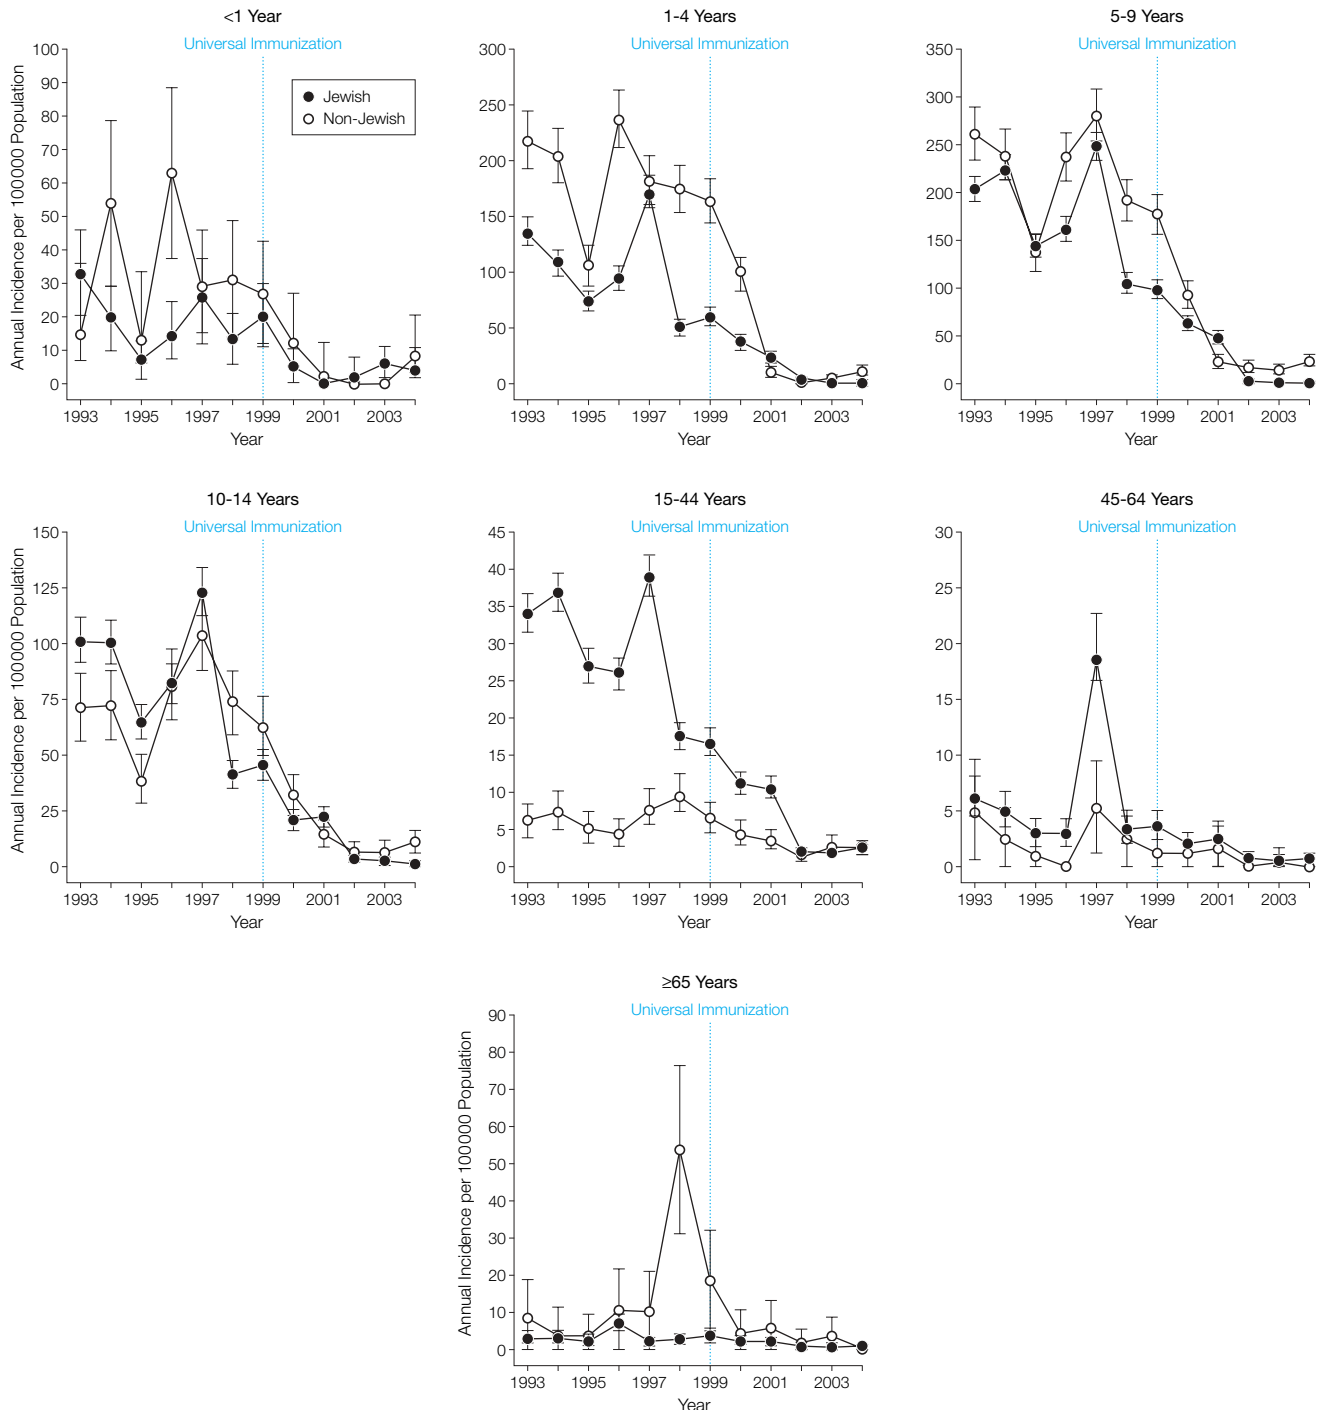 <1 Year
Universal Immunization
Annual Incidence per 100000 Population
100
90
80
70
60
50
40
30
20
10
0
Jewish
Non-Jewish
1993 1995 1997 1999 2001 2003
Year
1-4 Years
Universal Immunization
300
250
200
150
100
50
0
1993 1995 1997 1999 2001 2003
Year
5-9 Years
Universal Immunization
350
300
250
200
150
100
50
0
1993 1995 1997 1999 2001 2003
Year
10-14 Years
Universal Immunization
Annual Incidence per 100000 Population
150
125
100
75
50
25
0
1993 1995 1997 1999 2001 2003
Year
15-44 Years
Universal Immunization
45
40
35
30
25
20
15
10
5
0
1993 1995 1997 1999 2001 2003
Year
45-64 Years
Universal Immunization
30
25
20
15
10
5
0
1993 1995 1997 1999 2001 2003
Year
≥65 Years
Universal Immunization
Annual Incidence per 100000 Population
90
80
70
60
50
40
30
20
10
0
1993 1995 1997 1999 2001 2003
Year